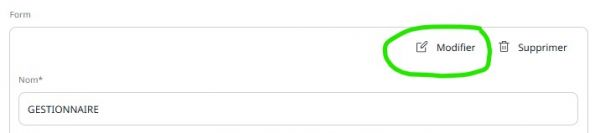 Form
Modifier Supprimer
Nom*
GESTIONNAIRE